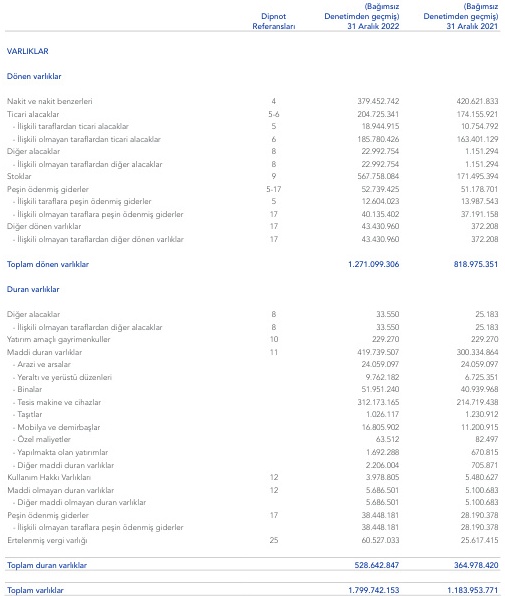 (Bağımsız (Bağımsız
Dipnot Denetimden geçmiş) Denetimden geçmiş)
Referansları 31 Aralık 2022 31 Aralık 2021
VARLIKLAR
Dönen varlıklar
Nakit ve nakit benzerleri 4 379.452.742 420.621.833
Ticari alacaklar 5-6 204.725.341 174.155.921
- İlişkili taraflardan ticari alacaklar 5 18.944.915 10.754.792
- İlişkili olmayan taraflardan ticari alacaklar 6 185.780.426 163.401.129
Diğer alacaklar 8 22.992.754 1.151.294
- İlişkili olmayan taraflardan diğer alacaklar 8 22.992.754 1.151.294
Stoklar 9 567.758.084 171.495.394
Peşin ödenmiş giderler 5-17 52.739.425 51.178.701
- İlişkili taraflara peşin ödenmiş giderler 5 12.604.023 13.987.543
- İlişkili olmayan taraflara peşin ödenmiş giderler 17 40.135.402 37.191.158
Diğer dönen varlıklar 17 43.430.960 372.208
- İlişkili olmayan taraflardan diğer dönen varlıklar 17 43.430.960 372.208
Toplam dönen varlıklar 1.271.099.306 818.975.351
Duran varlıklar
Diğer alacaklar 8 33.550 25.183
- İlişkili olmayan taraflardan diğer alacaklar 8 33.550 25.183
Yatırım amaçlı gayrimenkuller 10 229.270 229.270
Maddi duran varlıklar 11 419.739.507 300.334.864
- Arazi ve arsalar 24.059.097 24.059.097
- Yeraltı ve yerüstü düzenleri 9.762.182 6.725.351
- Binalar 51.951.240 40.939.968
- Tesis makine ve cihazlar 312.173.165 214.719.438
- Taşıtlar 1.026.117 1.230.912
- Mobilya ve demirbaşlar 16.805.902 11.200.915
- Özel maliyetler 63.512 82.497
- Yapılmakta olan yatırımlar 1.692.288 670.815
- Diğer maddi duran varlıklar 2.206.004 705.871
Kullanım Hakkı Varlıkları 12 3.978.805 5.480.627
Maddi olmayan duran varlıklar 12 5.686.501 5.100.683
- Diğer maddi olmayan duran varlıklar 5.686.501 5.100.683
Peşin ödenmiş giderler 17 38.448.181 28.190.378
- İlişkili olmayan taraflara peşin ödenmiş giderler 38.448.181 28.190.378
Ertelenmiş vergi varlığı 25 60.527.033 25.617.415
Toplam duran varlıklar 528.642.847 364.978.420
Toplam varlıklar 1.799.742.153 1.183.953.771